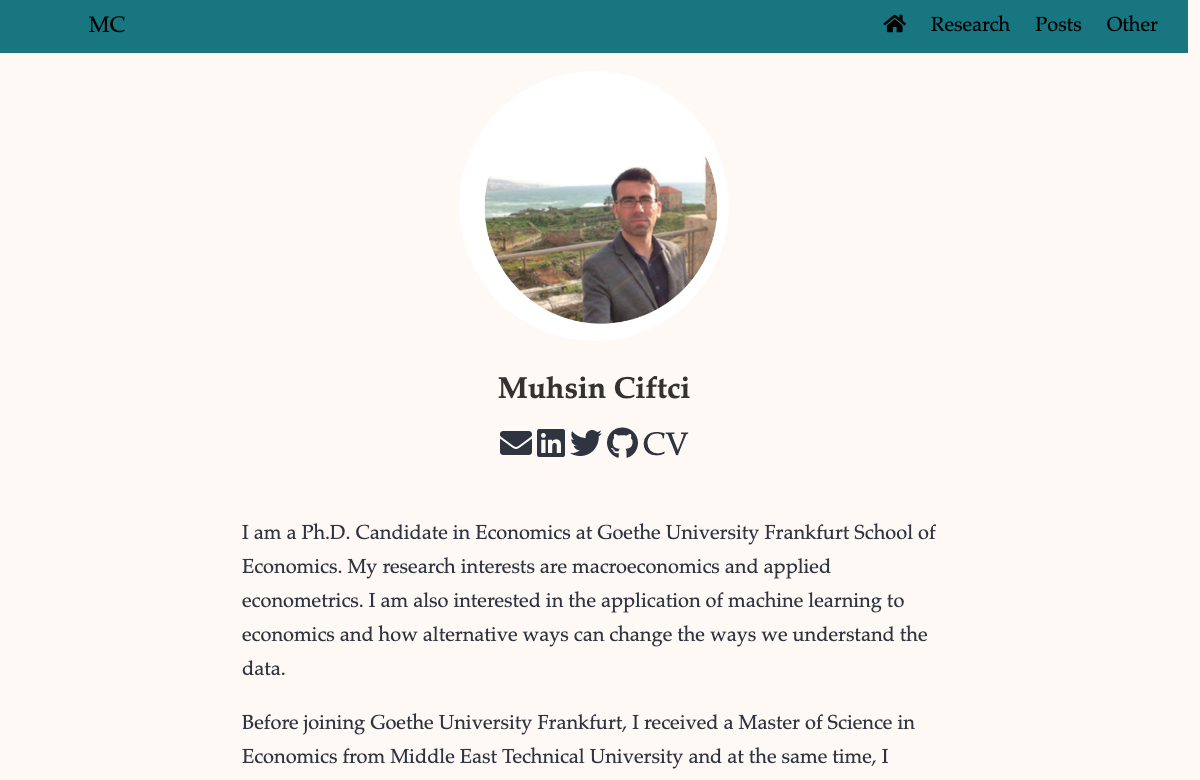 MC
Research Posts Other
Muhsin Ciftci
CV
I am a Ph.D. Candidate in Economics at Goethe University Frankfurt School of
Economics. My research interests are macroeconomics and applied
econometrics. I am also interested in the application of machine learning to
economics and how alternative ways can change the ways we understand the
data.
Before joining Goethe University Frankfurt, I received a Master of Science in
Economics from Middle East Technical University and at the same time, I